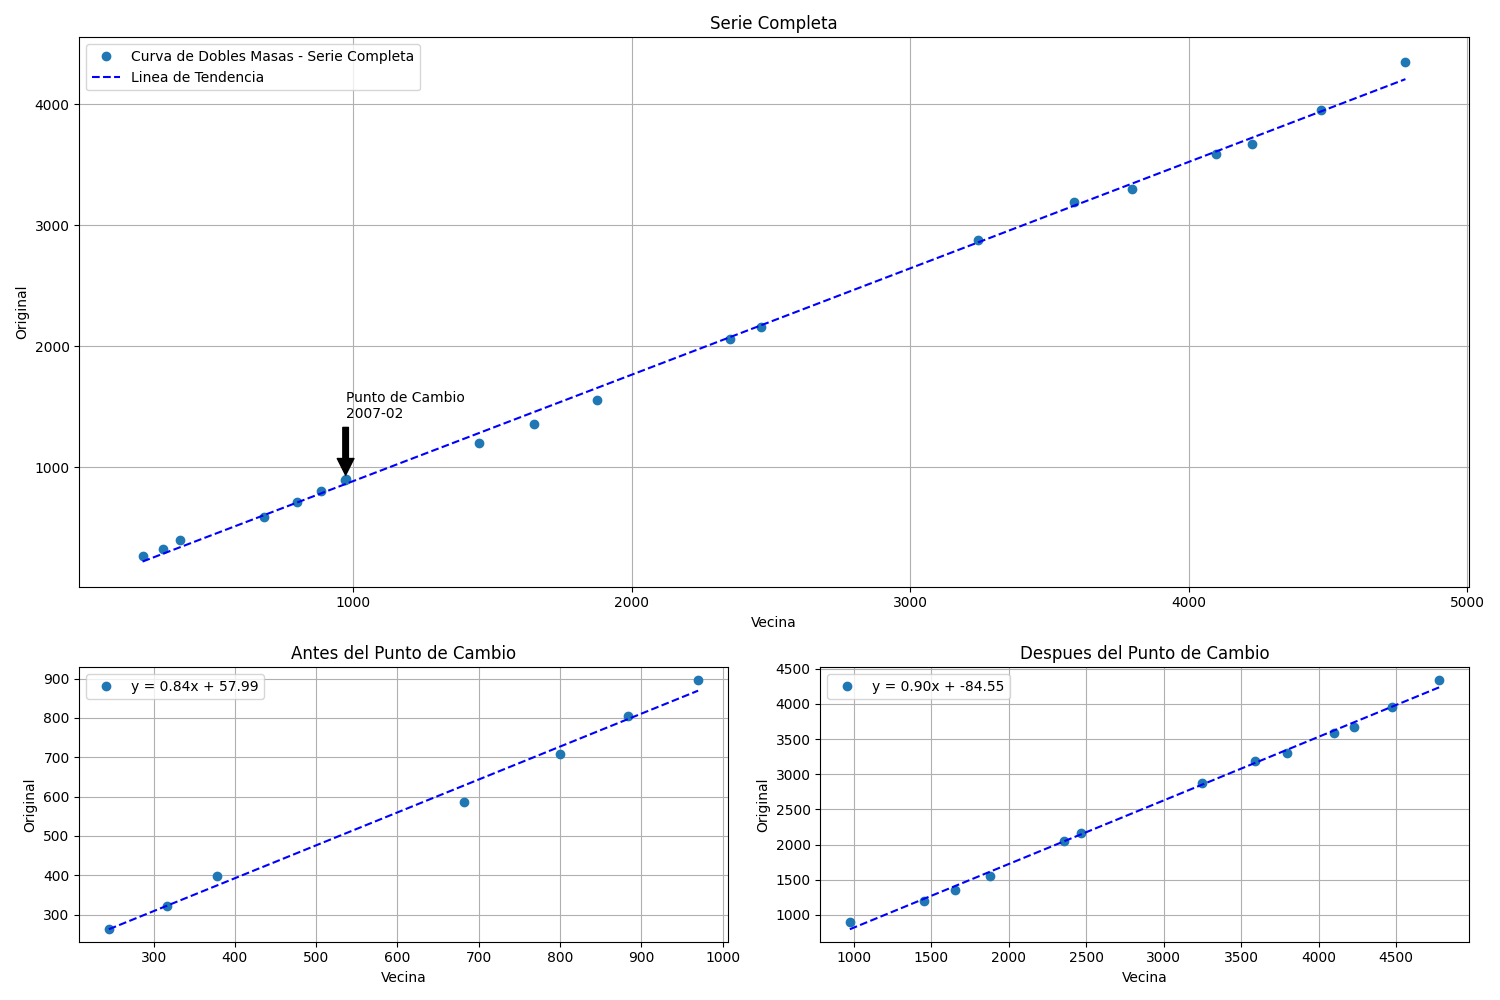 Serie Completa
Curva de Dobles Masas - Serie Completa
Linea de Tendencia
4000
3000
2000
1000
Original
Punto de Cambio
2007-02
1000
2000
3000
4000
5000
Vecina
Antes del Punto de Cambio
y = 0.84x + 57.99
900
800
700
600
500
400
300
Original
300
400
500
600
700
800
900
1000
Vecina
Despues del Punto de Cambio
y = 0.90x + -84.55
4500
4000
3500
3000
2500
2000
1500
1000
Original
1000
1500
2000
2500
3000
3500
4000
4500
Vecina